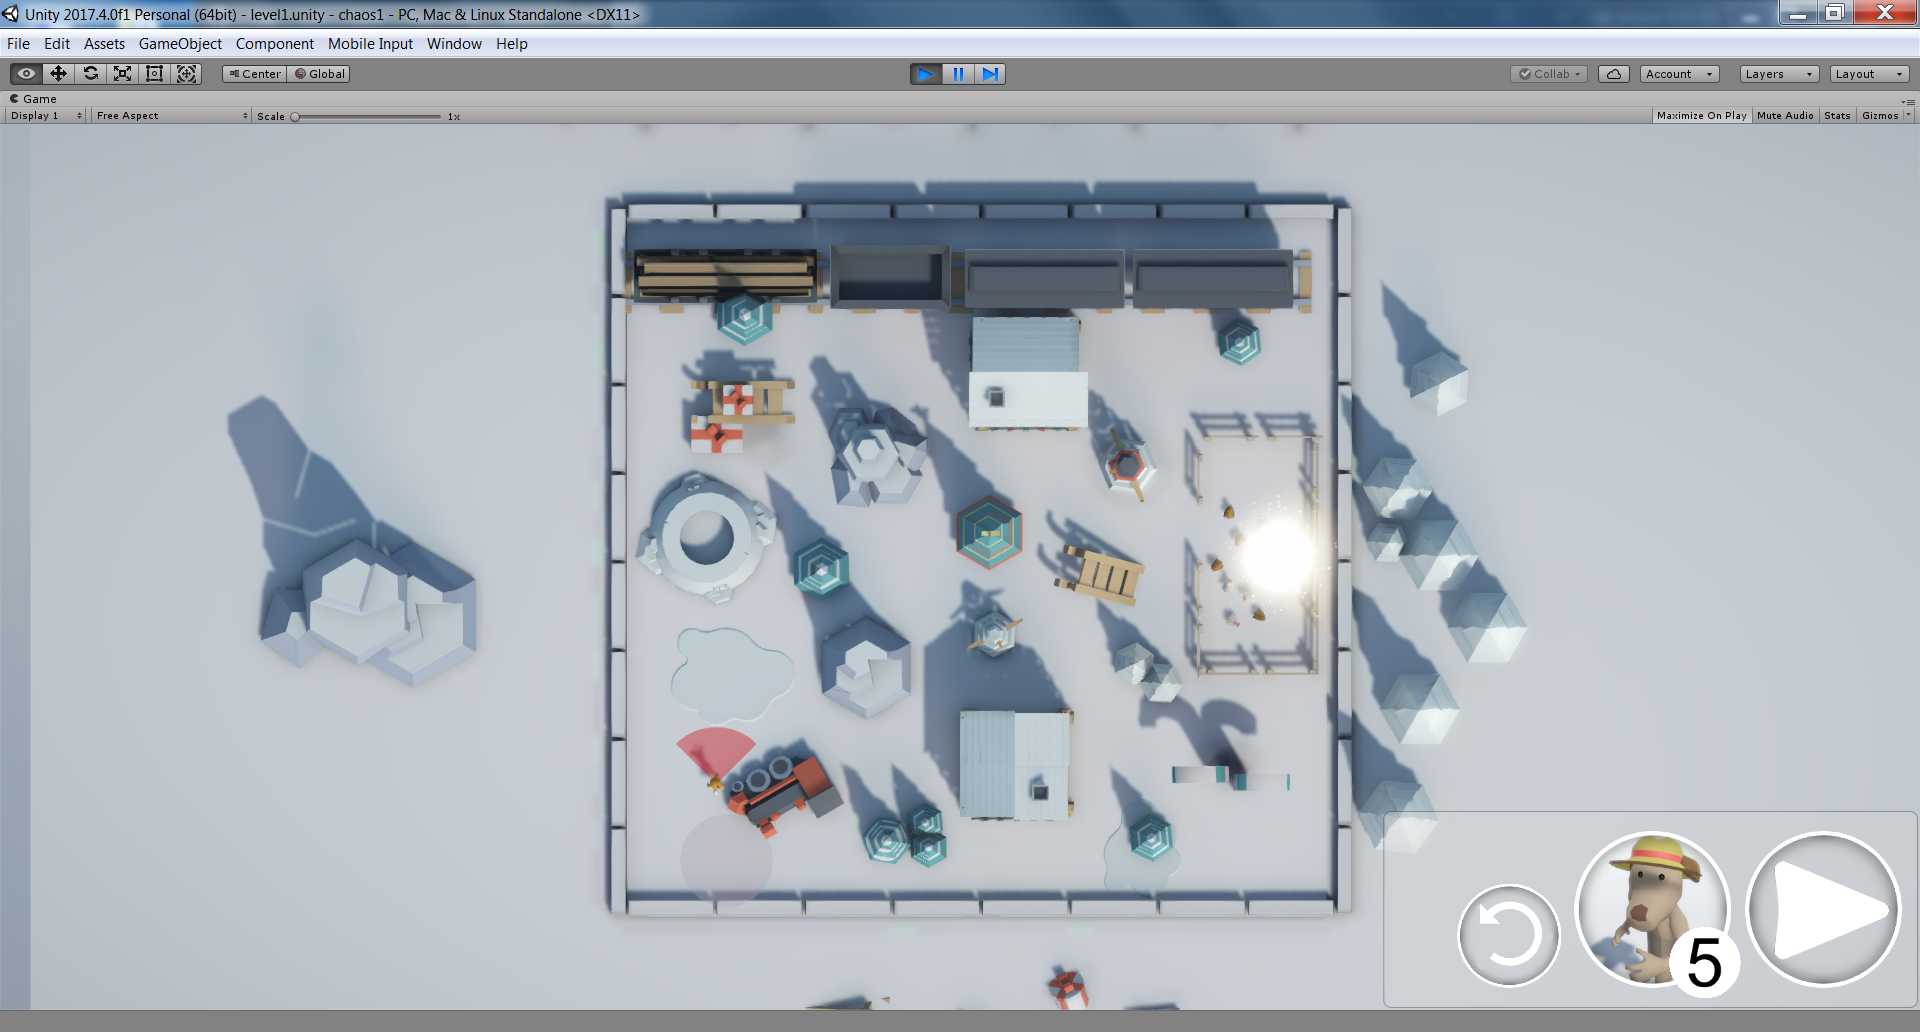 Unity 2017.4.0f1 Personal (64bit) - level1.unity - chaos1 - PC, Mac & Linux Standalone <DX11>
File Edit Assets GameObject Component Mobile Input Window Help
Center Global Collab Account Layers Layout
Game
Display 1 Free Aspect Scale 1x Maximize On Play Mute Audio Stats Gizmos
5